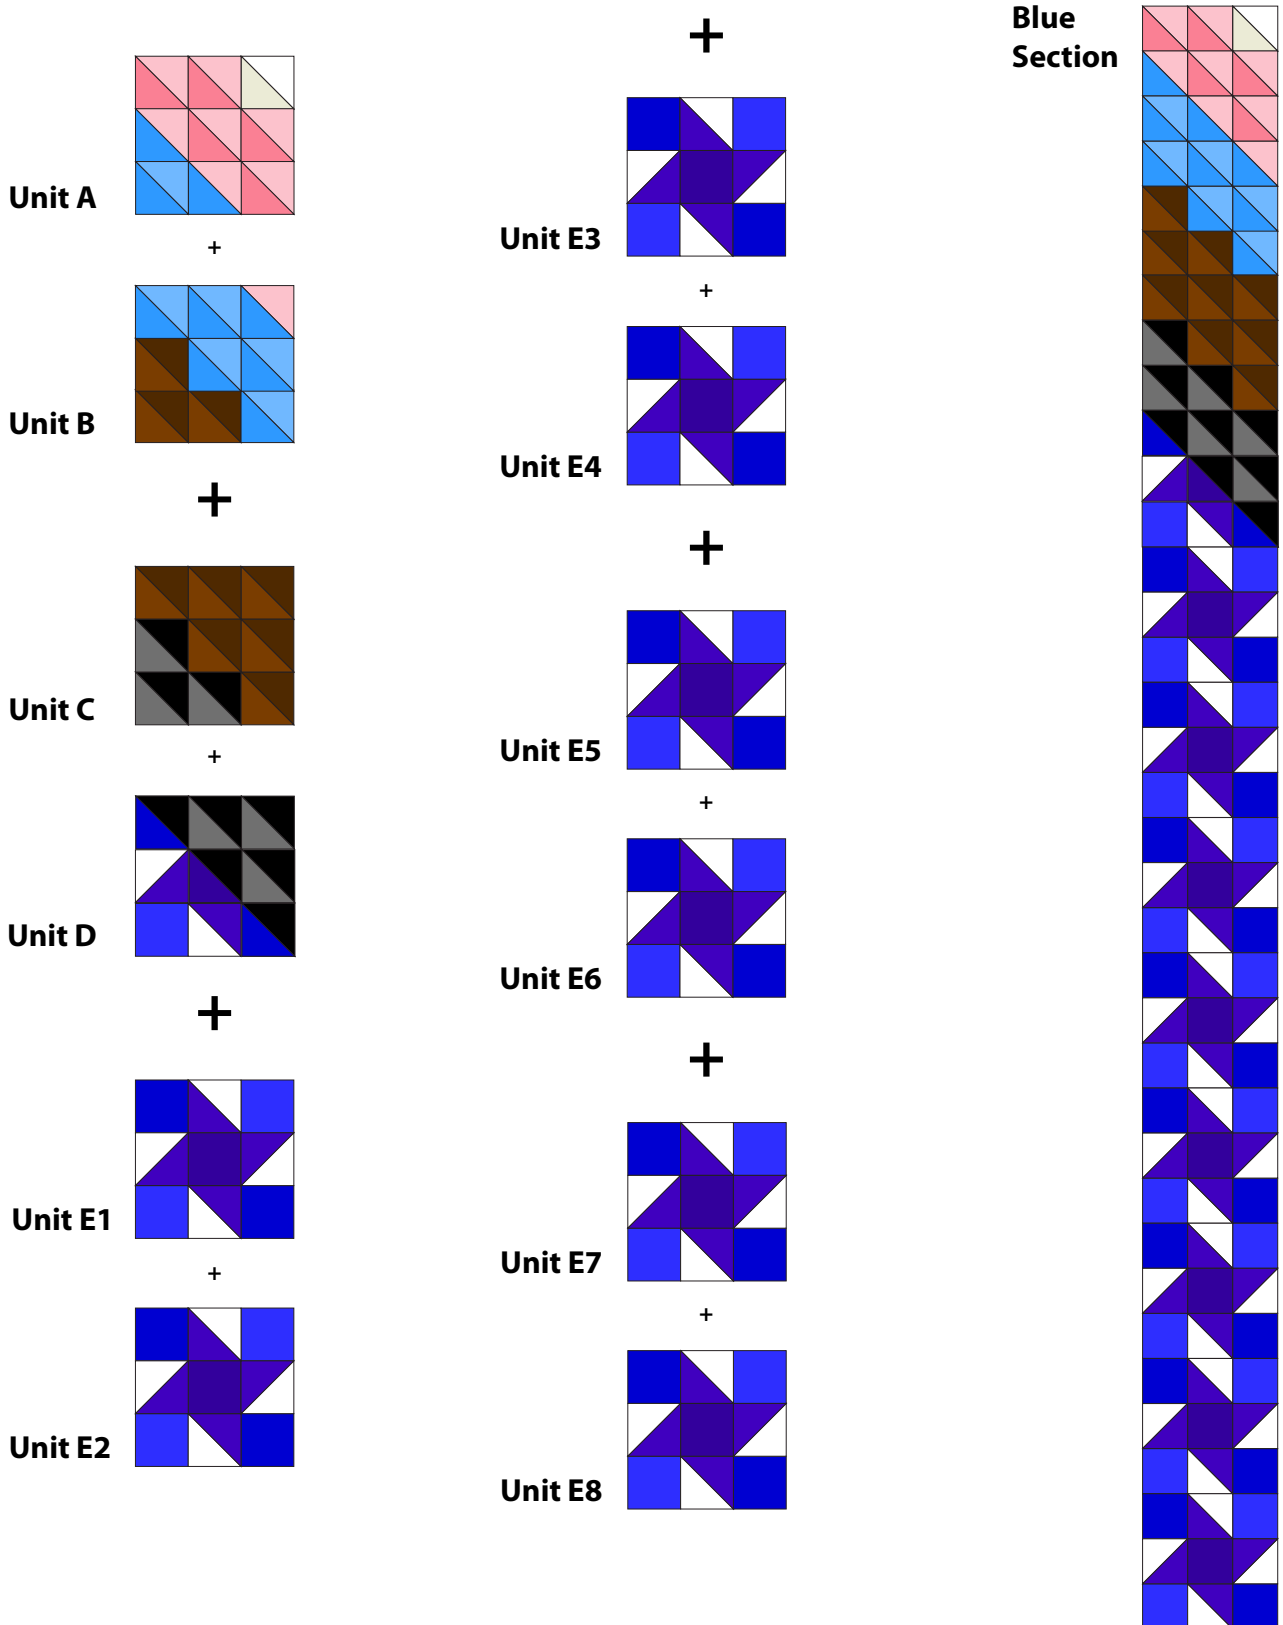 Unit A
+
Unit B
+
Unit C
+
Unit D
+
Unit E1
+
Unit E2
+
Unit E3
+
Unit E4
+
Unit E5
+
Unit E6
+
Unit E7
+
Unit E8
Blue
Section